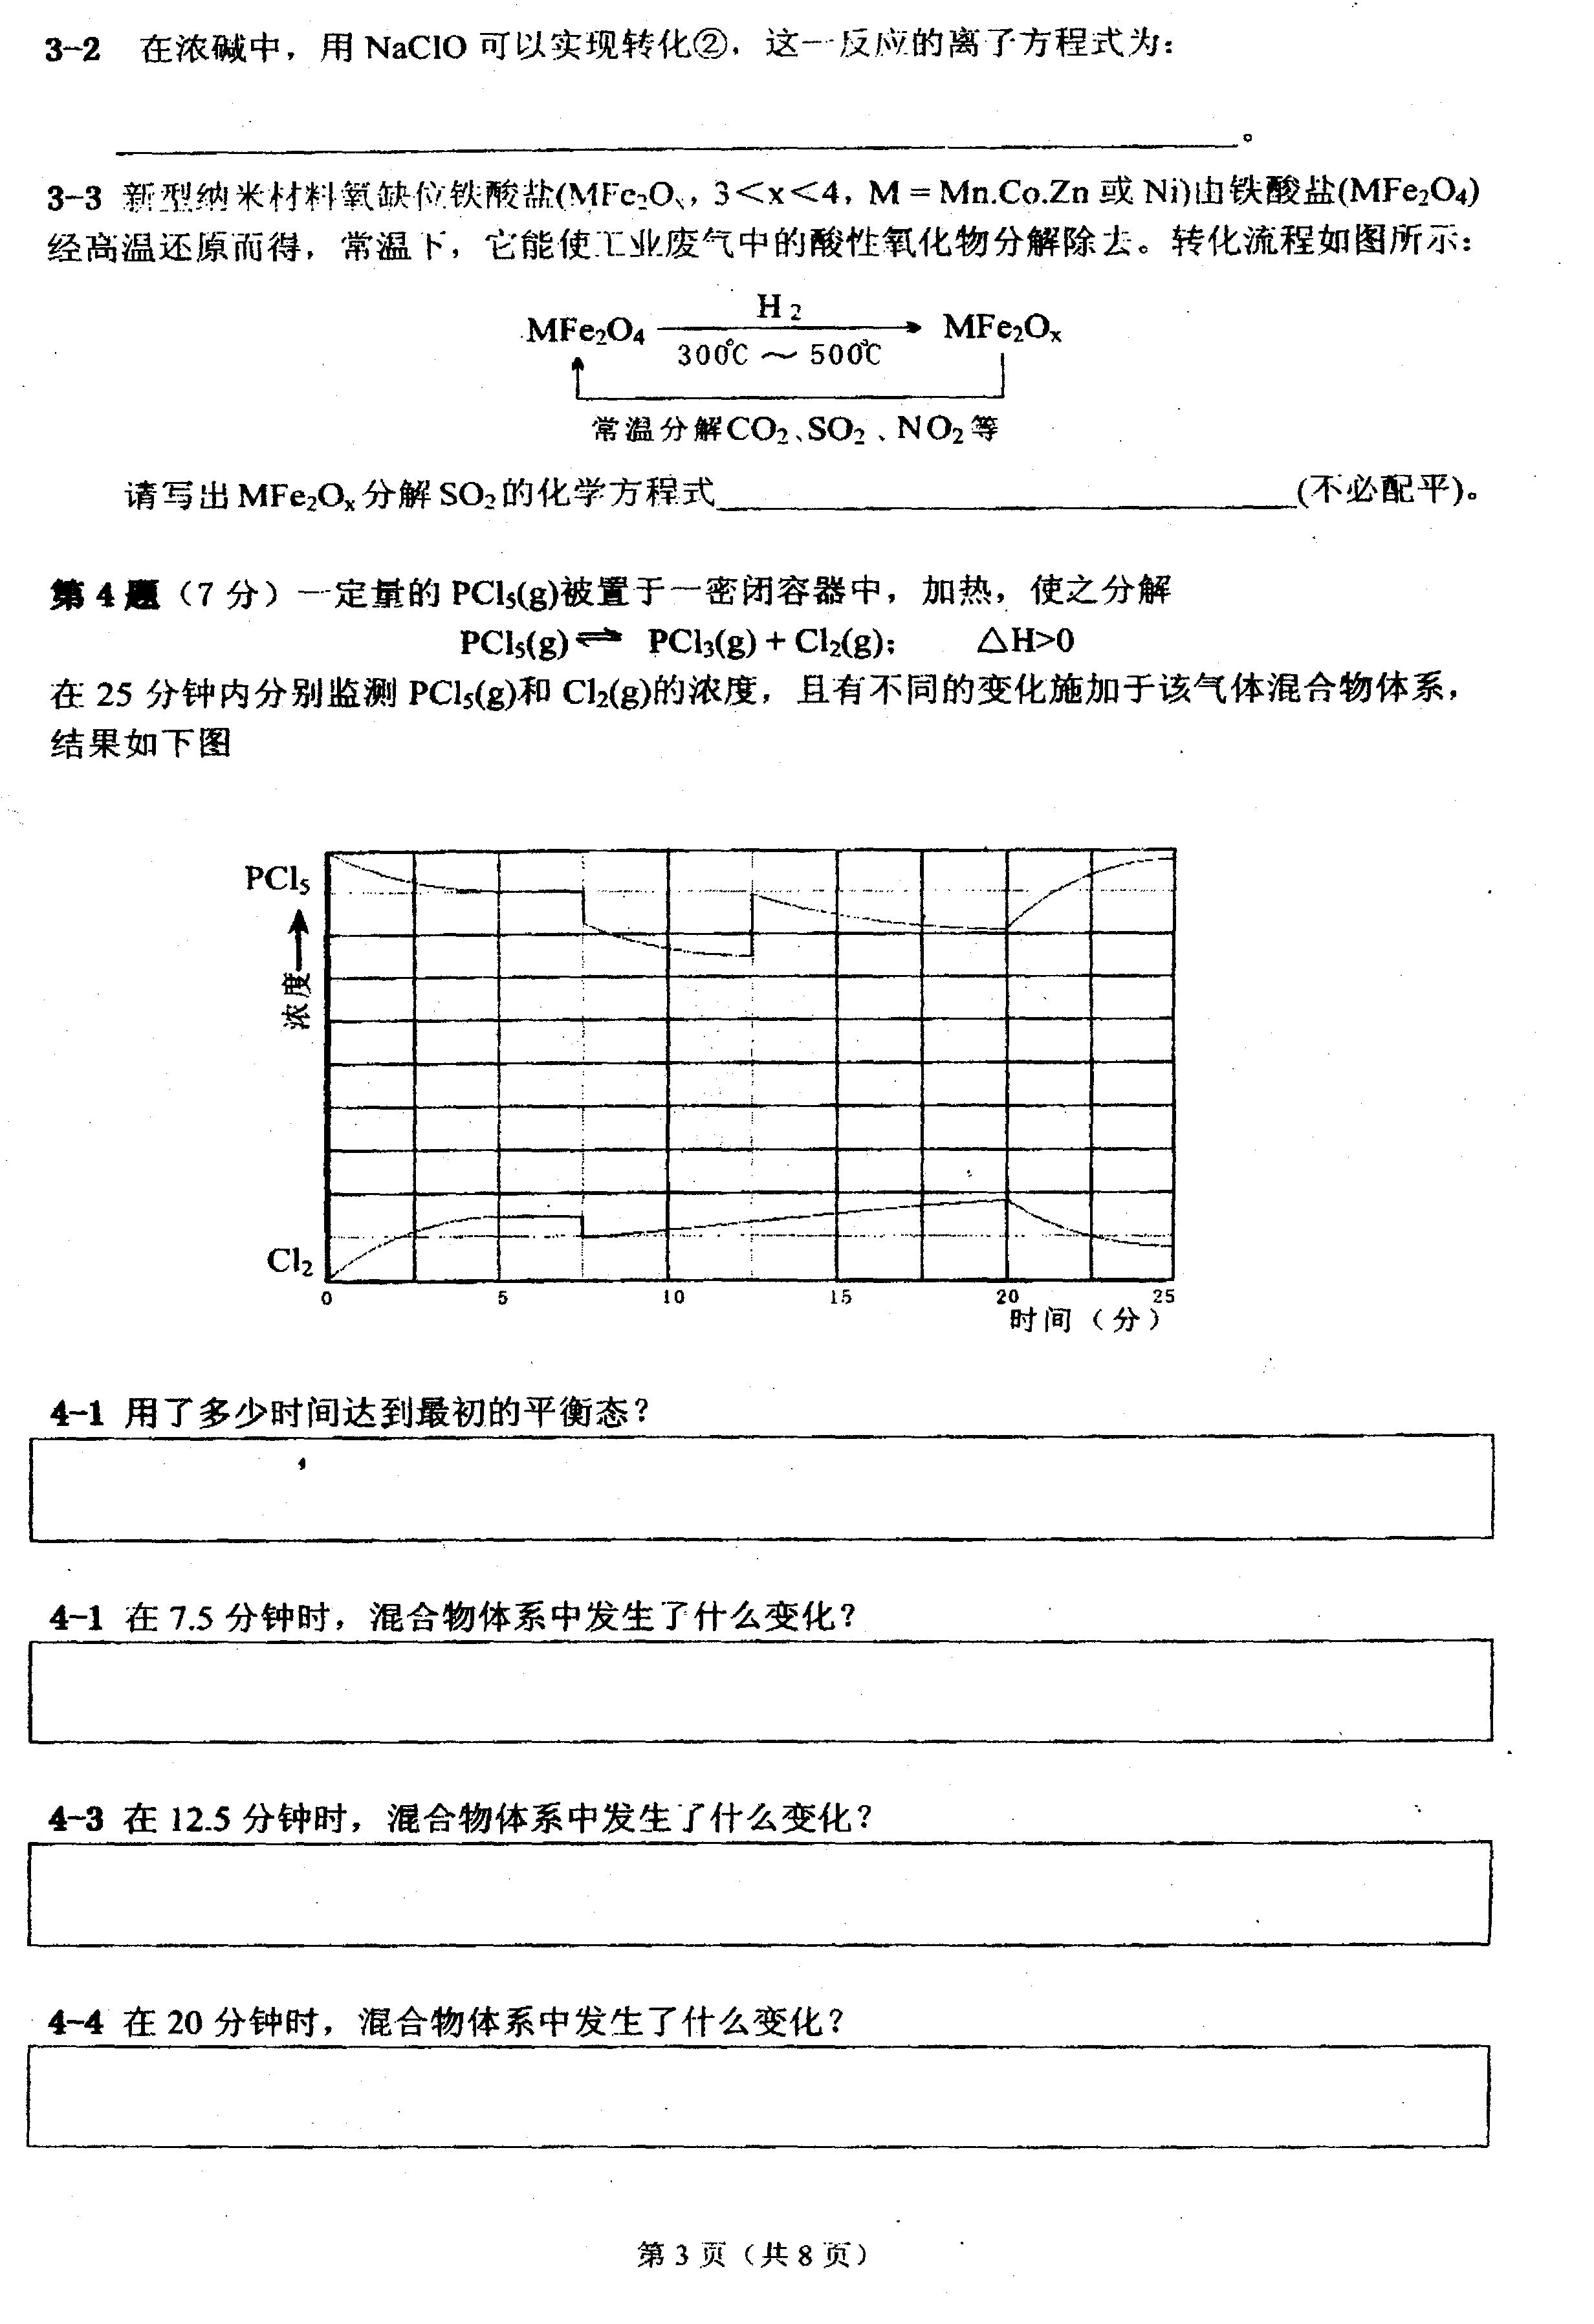 3-2 在浓碱中，用 NaClO 可以实现转化②，这一反应的离子方程式为：
。
3-3 新型纳米材料氧缺位铁酸盐(MFe₂Oₓ，3＜x＜4，M = Mn.Co.Zn 或 Ni)由铁酸盐(MFe₂O₄)
经高温还原而得，常温下，它能使工业废气中的酸性氧化物分解除去。转化流程如图所示：
H₂
MFe₂O₄ MFe₂Oₓ
300℃ ～ 500℃
常温分解CO₂、SO₂、NO₂等
请写出MFe₂Oₓ分解SO₂的化学方程式 (不必配平)。
第 4 题（7 分）一定量的 PCl₅(g)被置于一密闭容器中，加热，使之分解
PCl₅(g) ⇌ PCl₃(g) + Cl₂(g); △H>0
在 25 分钟内分别监测 PCl₅(g)和 Cl₂(g)的浓度，且有不同的变化施加于该气体混合物体系，
结果如下图
PCl₅
浓度
Cl₂
0 5 10 15 20 25
时间（分）
4-1 用了多少时间达到最初的平衡态？
4-1 在 7.5 分钟时，混合物体系中发生了什么变化？
4-3 在 12.5 分钟时，混合物体系中发生了什么变化？
4-4 在 20 分钟时，混合物体系中发生了什么变化？
第 3 页（共 8 页）